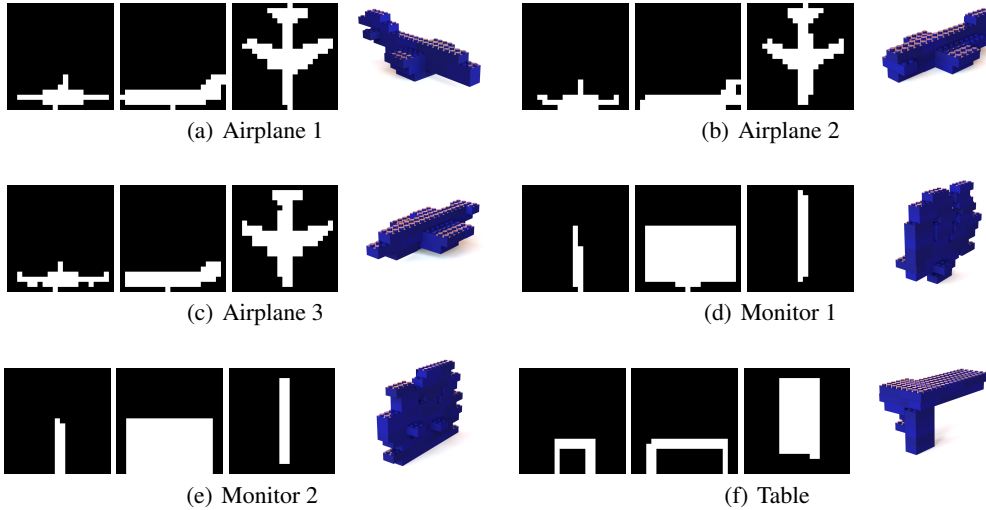 (a) Airplane 1
(b) Airplane 2
(c) Airplane 3
(d) Monitor 1
(e) Monitor 2
(f) Table